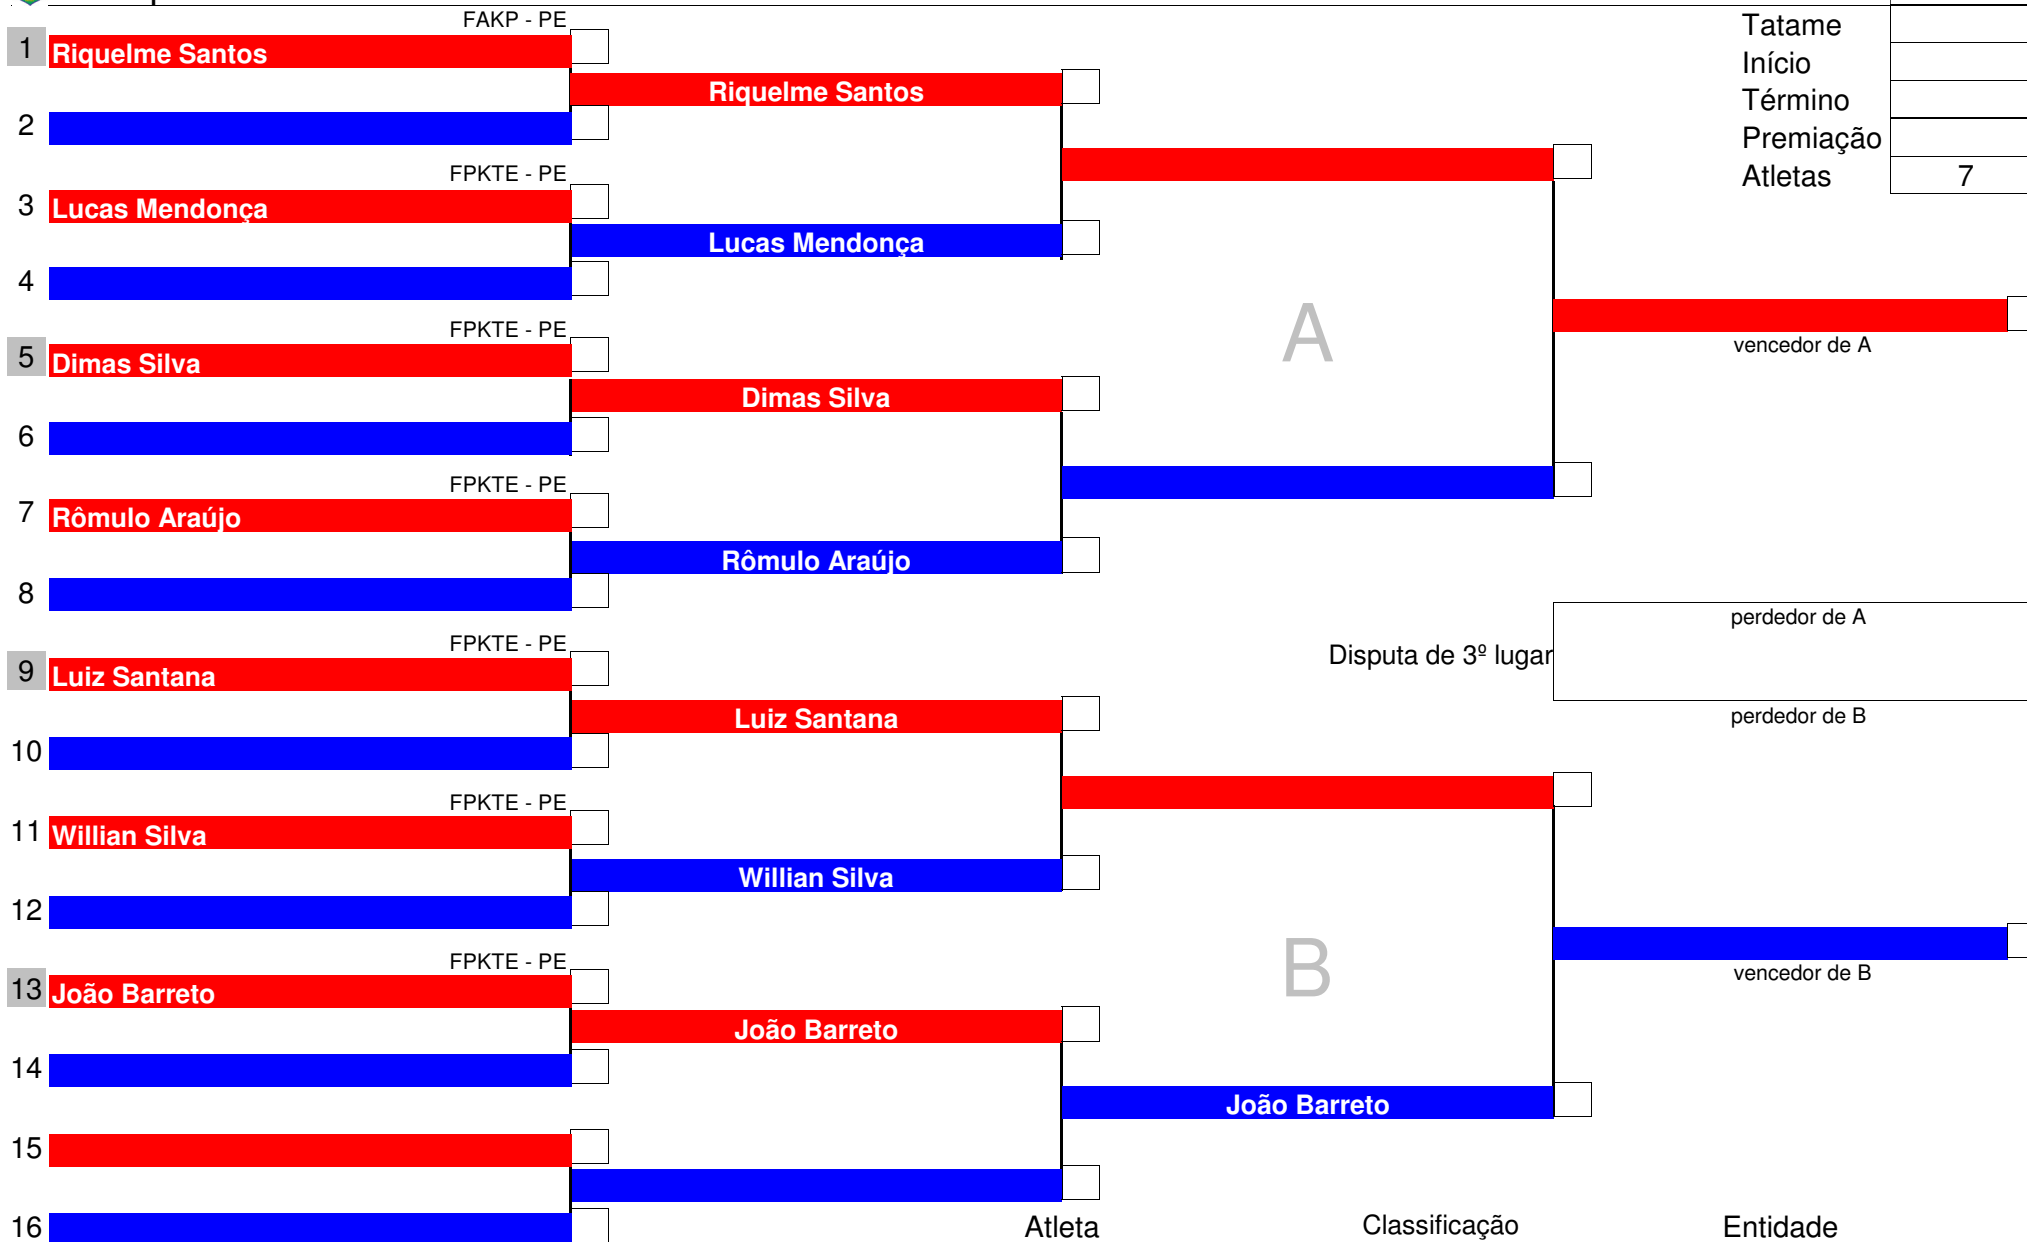 FAKP - PE
Tatame
1 Riquelme Santos
Início
Riquelme Santos
Término
2
Premiação
FPKTE - PE
Atletas 7
3 Lucas Mendonça
Lucas Mendonça
4
A
FPKTE - PE
vencedor de A
5 Dimas Silva
Dimas Silva
6
FPKTE - PE
7 Rômulo Araújo
Rômulo Araújo
8
perdedor de A
FPKTE - PE
Disputa de 3º lugar
9 Luiz Santana
Luiz Santana
perdedor de B
10
FPKTE - PE
11 Willian Silva
Willian Silva
12
FPKTE - PE
B
vencedor de B
13 João Barreto
João Barreto
14
João Barreto
15
16
Atleta Classificação Entidade